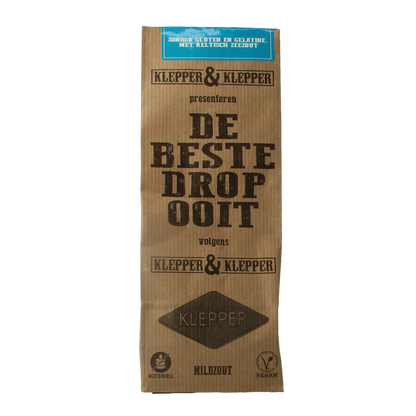 ZONDER GLUTEN EN GELATINE.
MET KELTISCH ZEEZOUT
KLEPPER & KLEPPER
presenteren
DE
BESTE
DROP
OOIT
volgens
KLEPPER & KLEPPER
KLEPPER
MILDZOUT
GLUTENVRIJ
VEGAN